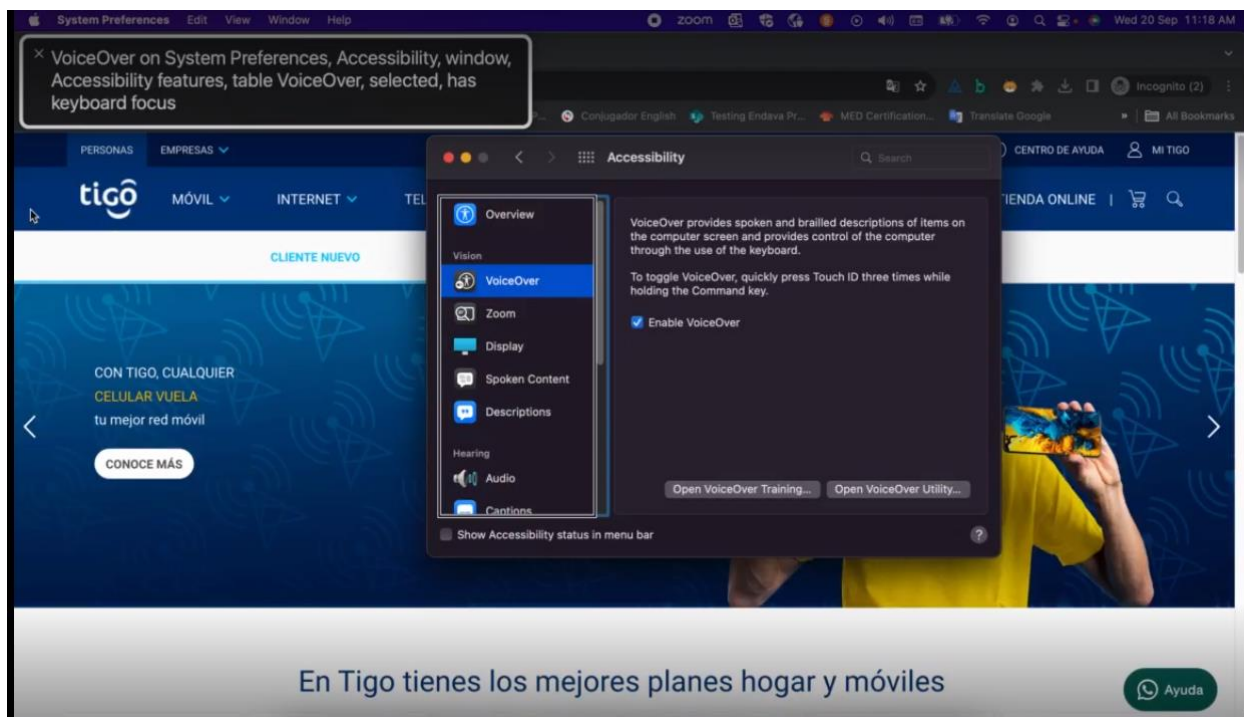 System Preferences Edit View Window Help
zoom
Wed 20 Sep 11:18 AM
× VoiceOver on System Preferences, Accessibility, window,
Accessibility features, table VoiceOver, selected, has
keyboard focus
Incognito (2)
P...
Conjugador English
Testing Endava Pr...
MED Certification...
Translate Google
»
All Bookmarks
PERSONAS
EMPRESAS
CENTRO DE AYUDA
MI TIGO
tigo
MÓVIL
INTERNET
TEL
TIENDA ONLINE
CLIENTE NUEVO
Accessibility
Search
Overview
Vision
VoiceOver
Zoom
Display
Spoken Content
Descriptions
Hearing
Audio
Captions
VoiceOver provides spoken and brailled descriptions of items on
the computer screen and provides control of the computer
through the use of the keyboard.
To toggle VoiceOver, quickly press Touch ID three times while
holding the Command key.
Enable VoiceOver
Open VoiceOver Training...
Open VoiceOver Utility...
Show Accessibility status in menu bar
?
CON TIGO, CUALQUIER
CELULAR VUELA
tu mejor red móvil
CONOCE MÁS
En Tigo tienes los mejores planes hogar y móviles
Ayuda